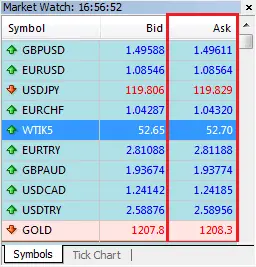 Market Watch: 16:56:52
Symbol Bid Ask
GBPUSD 1.49588 1.49611
EURUSD 1.08546 1.08564
USDJPY 119.806 119.829
EURCHF 1.04287 1.04320
WTIK5 52.65 52.70
EURTRY 2.81088 2.81188
GBPAUD 1.93674 1.93774
USDCAD 1.24142 1.24185
USDTRY 2.58876 2.58956
GOLD 1207.8 1208.3
Symbols Tick Chart